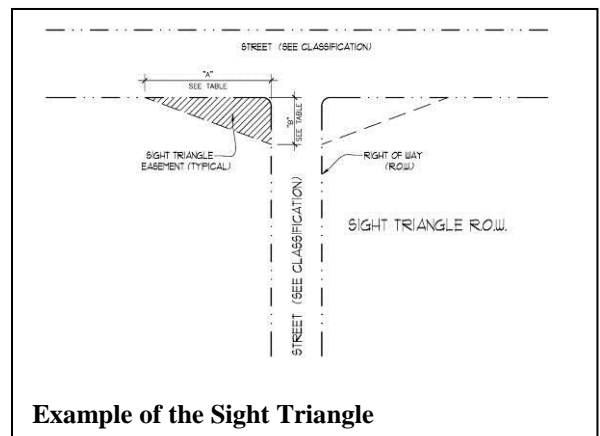 STREET (SEE CLASSIFICATION)
"A"
SEE TABLE
"B"
SEE TABLE
SIGHT TRIANGLE
EASEMENT (TYPICAL)
RIGHT OF WAY
(R.O.W.)
STREET (SEE CLASSIFICATION)
SIGHT TRIANGLE R.O.W.
Example of the Sight Triangle